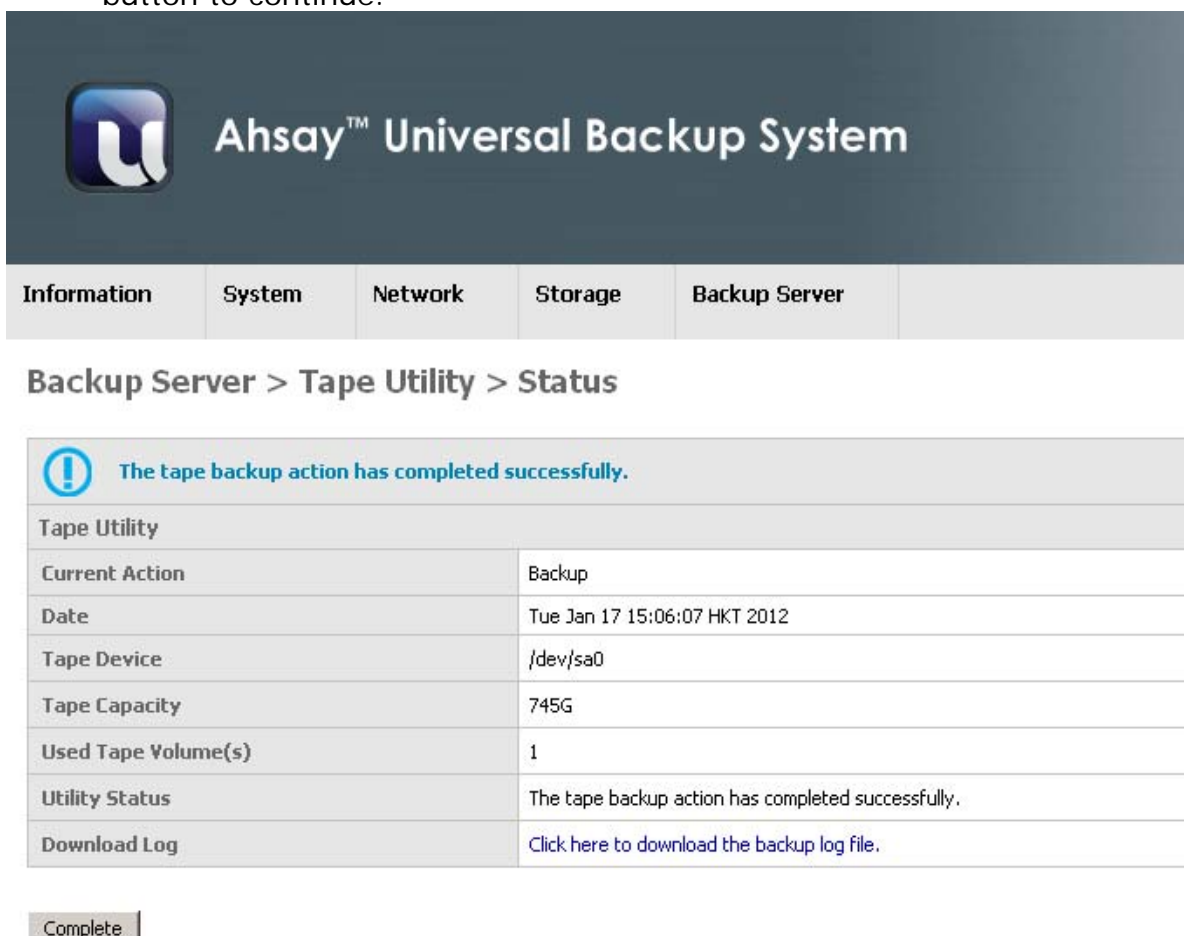 button to continue.
Ahsay™ Universal Backup System
Information System Network Storage Backup Server
Backup Server > Tape Utility > Status
The tape backup action has completed successfully.
Tape Utility
Current Action Backup
Date Tue Jan 17 15:06:07 HKT 2012
Tape Device /dev/sa0
Tape Capacity 745G
Used Tape Volume(s) 1
Utility Status The tape backup action has completed successfully.
Download Log Click here to download the backup log file.
Complete